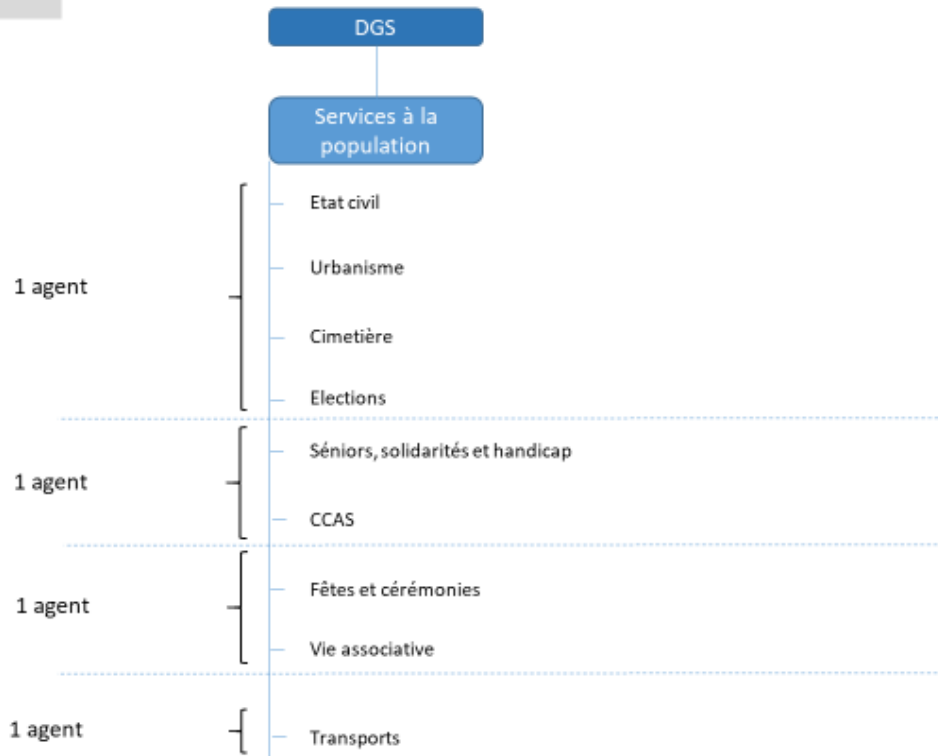 DGS
Services à la
population
Etat civil
Urbanisme
1 agent
Cimetière
Elections
Séniors, solidarités et handicap
1 agent
CCAS
Fêtes et cérémonies
1 agent
Vie associative
1 agent
Transports